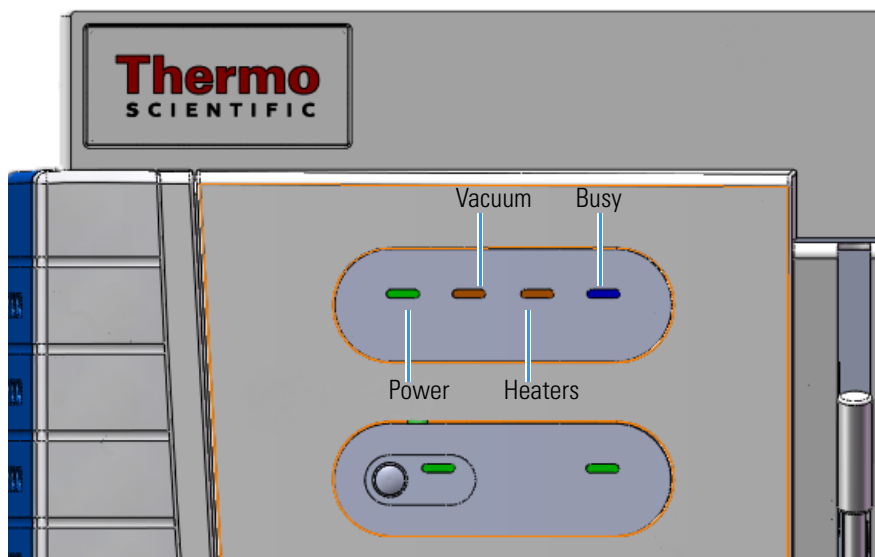 Thermo
SCIENTIFIC
Vacuum
Busy
Power
Heaters